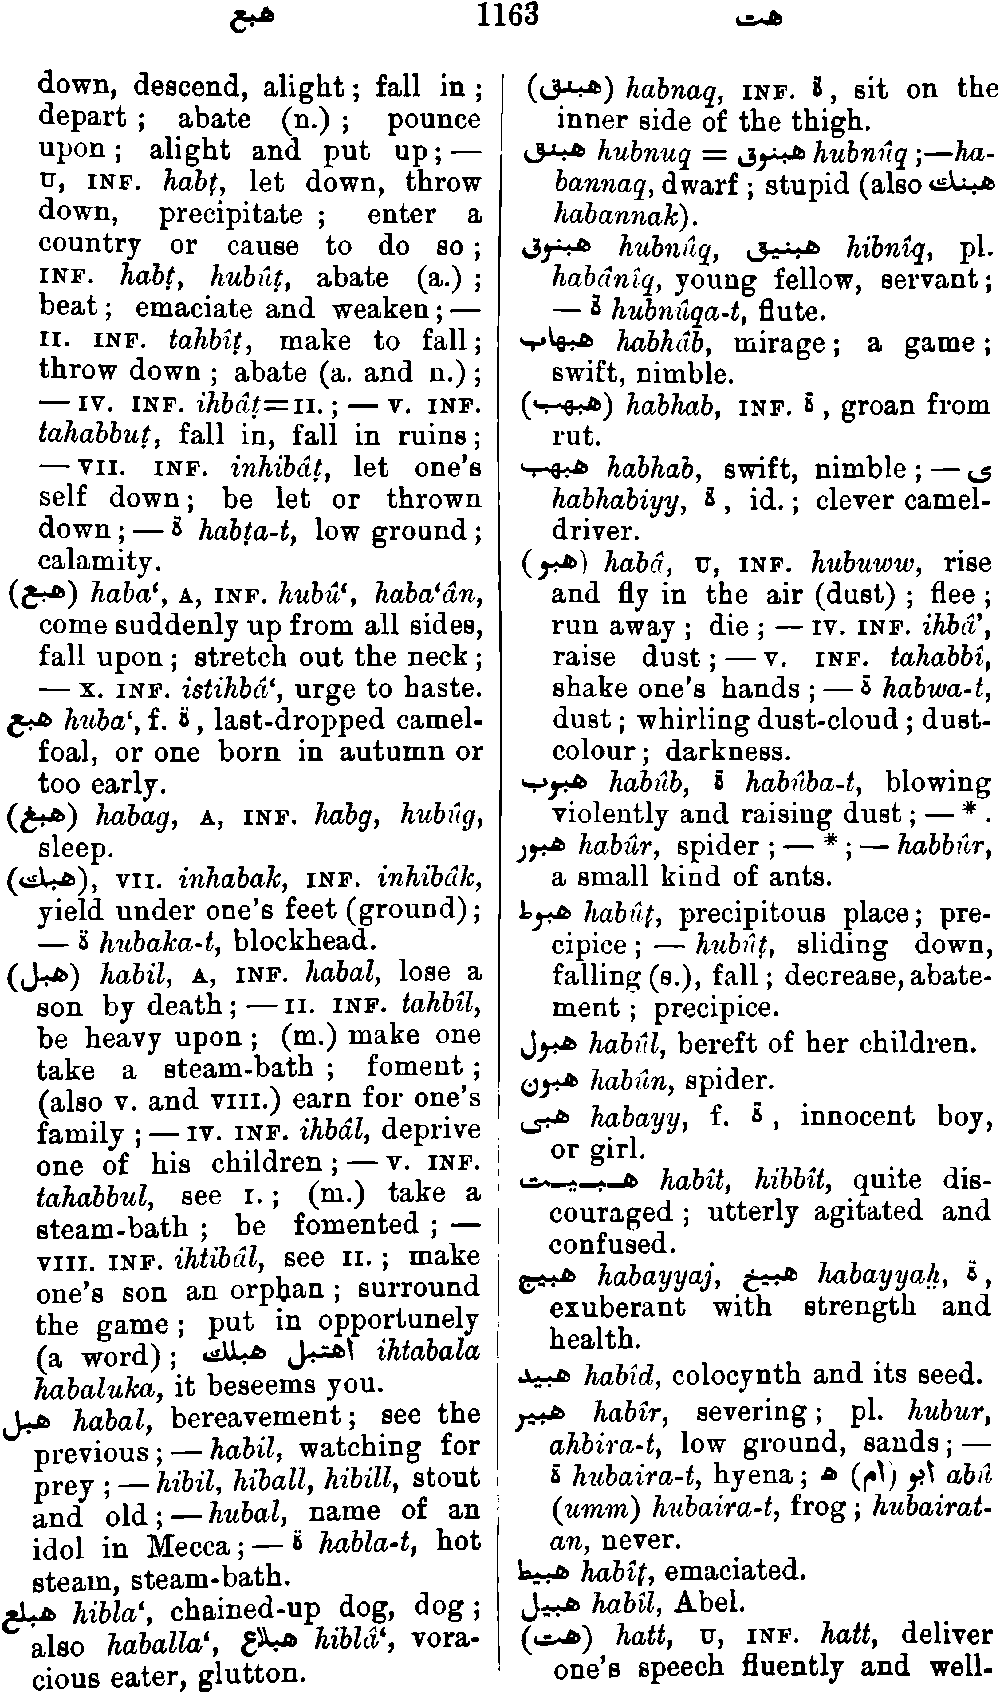 هبع 1163 هت
down, descend, alight; fall in;
depart; abate (n.); pounce
upon; alight and put up; —
U, INF. habṭ, let down, throw
down, precipitate; enter a
country or cause to do so;
INF. habṭ, hubûṭ, abate (a.);
beat; emaciate and weaken; —
II. INF. tahbîṭ, make to fall;
throw down; abate (a. and n.);
— IV. INF. ihbâṭ=II.; — V. INF.
tahabbuṭ, fall in, fall in ruins;
— VII. INF. inhibâṭ, let one's
self down; be let or thrown
down; — ة habṭa-t, low ground;
calamity.
(هبع) haba‘, A, INF. hubû‘, haba‘ân,
come suddenly up from all sides,
fall upon; stretch out the neck;
— X. INF. istihbâ‘, urge to haste.
هبع huba‘, f. ة, last-dropped camel-
foal, or one born in autumn or
too early.
(هبغ) habag, A, INF. habg, hubûg,
sleep.
(هبك), VII. inhabak, INF. inhibâk,
yield under one's feet (ground);
— ة hubaka-t, blockhead.
(هبل) habil, A, INF. habal, lose a
son by death; — II. INF. tahbîl,
be heavy upon; (m.) make one
take a steam-bath; foment;
(also V. and VIII.) earn for one's
family; — IV. INF. ihbâl, deprive
one of his children; — V. INF.
tahabbul, see I.; (m.) take a
steam-bath; be fomented; —
VIII. INF. ihtibâl, see II.; make
one's son an orphan; surround
the game; put in opportunely
(a word); اهتبل هبلك ihtabala
habaluka, it beseems you.
هبل habal, bereavement; see the
previous; — habil, watching for
prey; — hibil, hiball, hibill, stout
and old; — hubal, name of an
idol in Mecca; — ة habla-t, hot
steam, steam-bath.
هبلع hibla‘, chained-up dog, dog;
also haballa‘, هبلاع hiblâ‘, vora-
cious eater, glutton.
(هبنق) habnaq, INF. ة, sit on the
inner side of the thigh.
هبنق hubnuq = هبنوق hubnûq; — ha-
bannaq, dwarf; stupid (also هبنك
habannak).
هبنوق hubnûq, هبنيق hibnîq, pl.
habânîq, young fellow, servant;
— ة hubnûqa-t, flute.
هبهاب habhâb, mirage; a game;
swift, nimble.
(هبهب) habhab, INF. ة, groan from
rut.
هبهب habhab, swift, nimble; — ى
habhabiyy, ة, id.; clever camel-
driver.
(هبو) habâ, U, INF. hubuww, rise
and fly in the air (dust); flee;
run away; die; — IV. INF. ihbâ’,
raise dust; — V. INF. tahabbî,
shake one's hands; — ة habwa-t,
dust; whirling dust-cloud; dust-
colour; darkness.
هبوب habûb, ة habûba-t, blowing
violently and raising dust; — *.
هبور habûr, spider; — *; — habbûr,
a small kind of ants.
هبوط habûṭ, precipitous place; pre-
cipice; — hubûṭ, sliding down,
falling (s.), fall; decrease, abate-
ment; precipice.
هبول habûl, bereft of her children.
هبون habûn, spider.
هبى habayy, f. ة, innocent boy,
or girl.
هبيت habît, hibbît, quite dis-
couraged; utterly agitated and
confused.
هبيج habayyaj, هبيخ habayyaḫ, ة,
exuberant with strength and
health.
هبيد habîd, colocynth and its seed.
هبير habîr, severing; pl. hubur,
ahbira-t, low ground, sands; —
ة hubaira-t, hyena; ابو (ام) ه abû
(umm) hubaira-t, frog; hubairat-
an, never.
هبيط habîṭ, emaciated.
هبيل habîl, Abel.
(هت) hatt, U, INF. hatt, deliver
one's speech fluently and well-